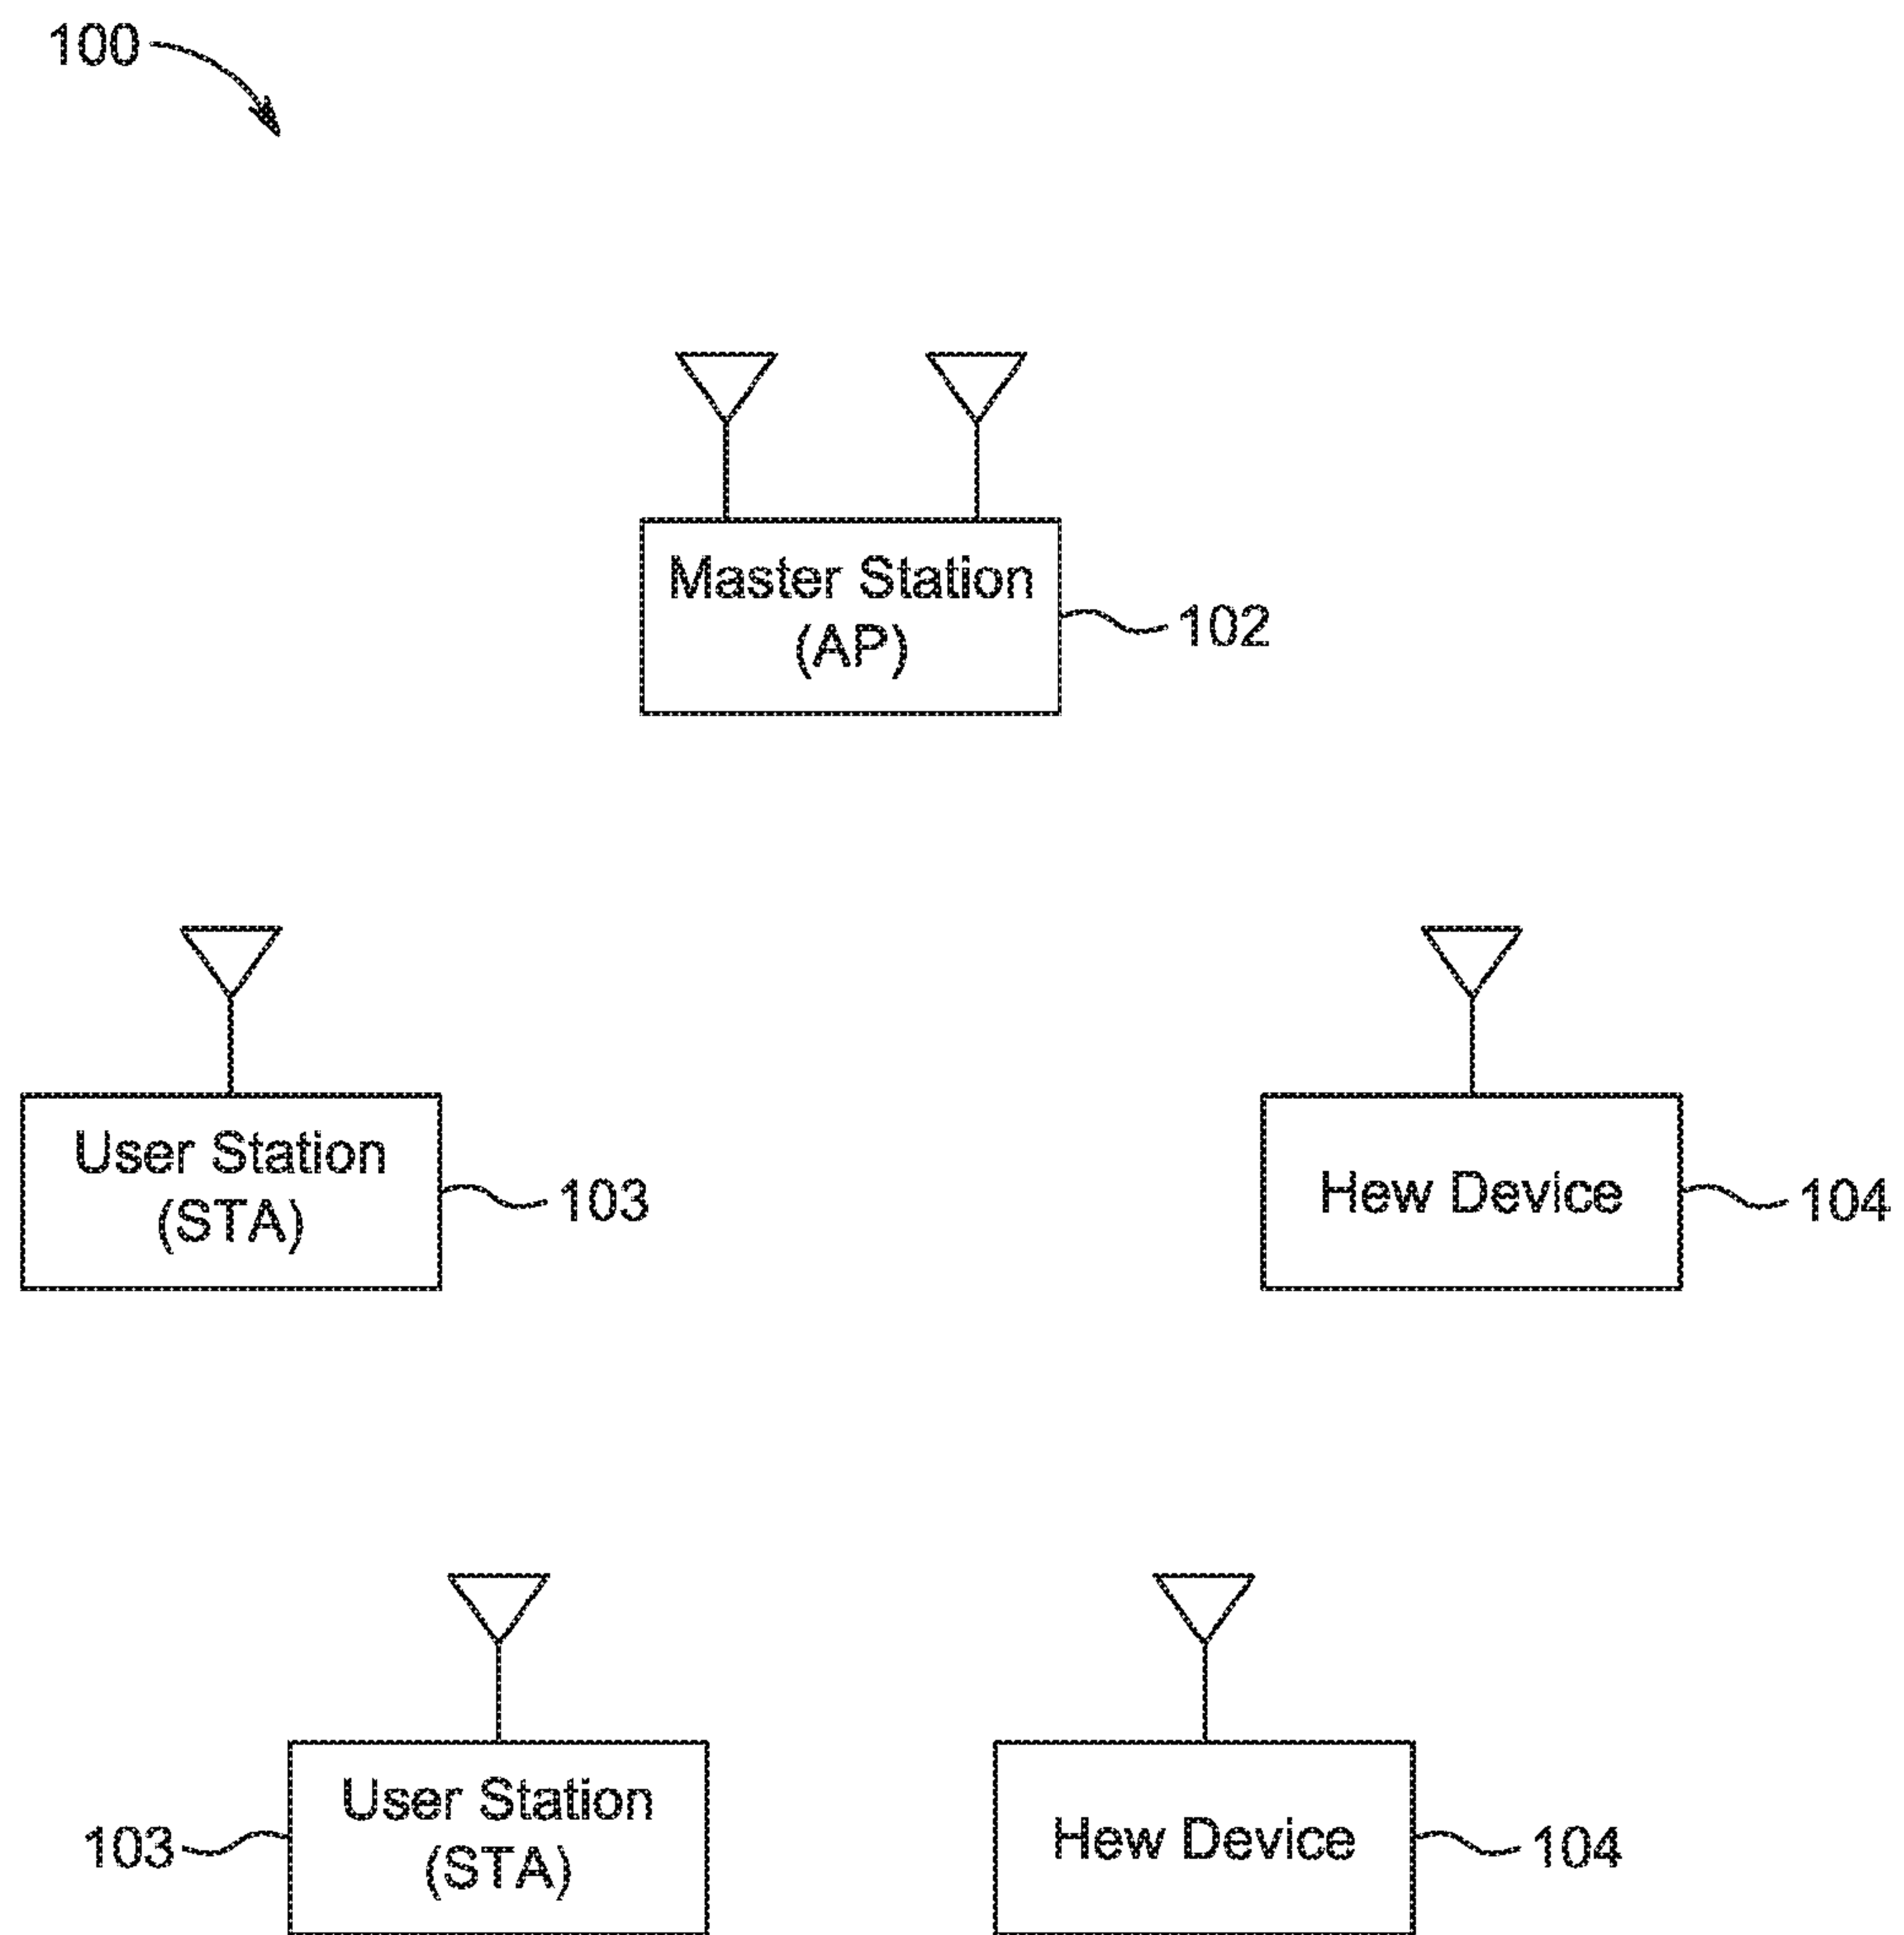 100
Master Station
(AP)
102
User Station
(STA)
103
Hew Device
104
User Station
(STA)
103
Hew Device
104